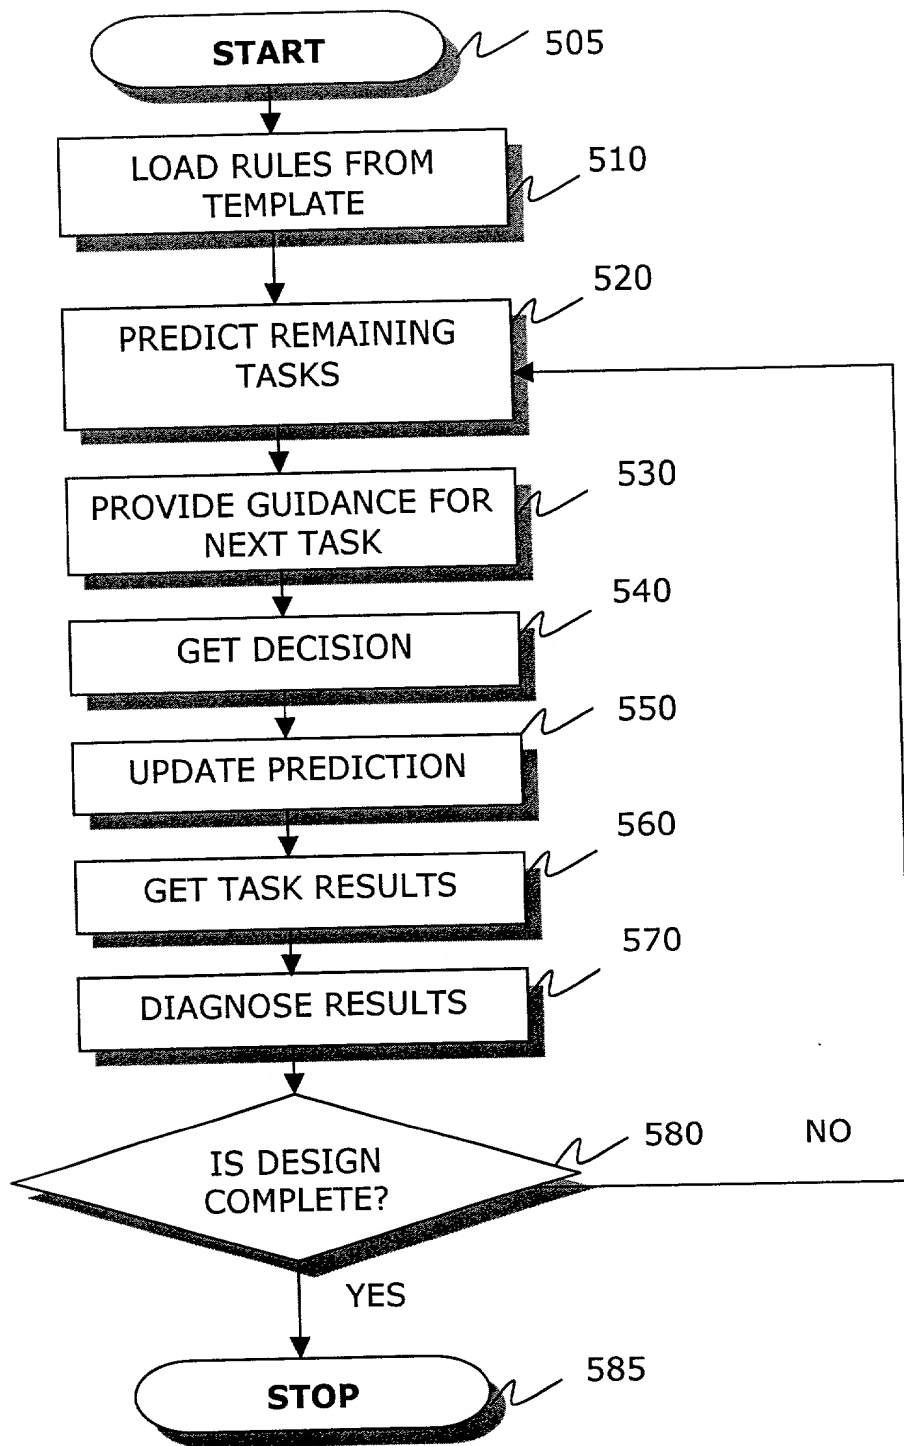 START
505
LOAD RULES FROM
TEMPLATE
510
520
PREDICT REMAINING
TASKS
530
PROVIDE GUIDANCE FOR
NEXT TASK
540
GET DECISION
550
UPDATE PREDICTION
560
GET TASK RESULTS
570
DIAGNOSE RESULTS
580
NO
IS DESIGN
COMPLETE?
YES
STOP
585